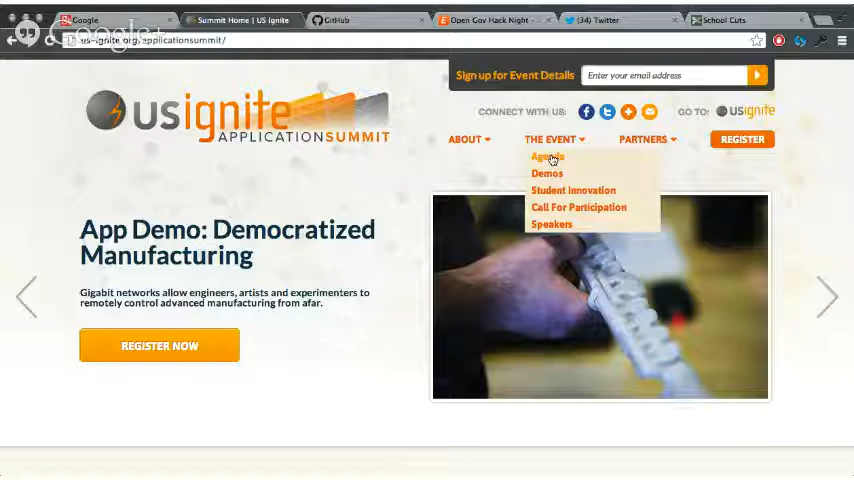 Google
Summit Home | US Ignite
GitHub
Open Gov Hack Night -
(34) Twitter
School Cuts
Google+
us-ignite.org/applicationsummit/
Sign up for Event Details
Enter your email address
usignite
APPLICATIONSUMMIT
CONNECT WITH US:
GO TO:
usignite
ABOUT
THE EVENT
PARTNERS
REGISTER
Agenda
Demos
Student Innovation
Call For Participation
Speakers
App Demo: Democratized
Manufacturing
Gigabit networks allow engineers, artists and experimenters to
remotely control advanced manufacturing from afar.
REGISTER NOW